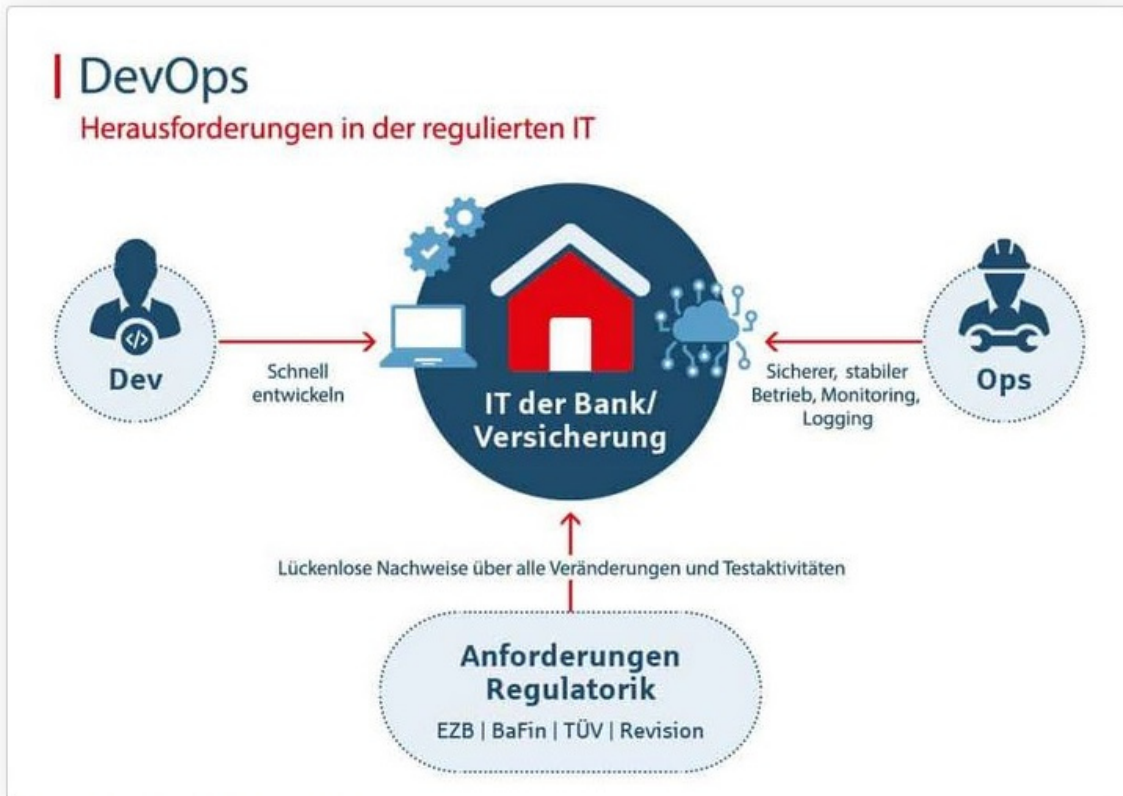 DevOps
Herausforderungen in der regulierten IT
</>
Dev
Schnell
entwickeln
IT der Bank/
Versicherung
Sicherer, stabiler
Betrieb, Monitoring,
Logging
Ops
Lückenlose Nachweise über alle Veränderungen und Testaktivitäten
Anforderungen
Regulatorik
EZB | BaFin | TÜV | Revision